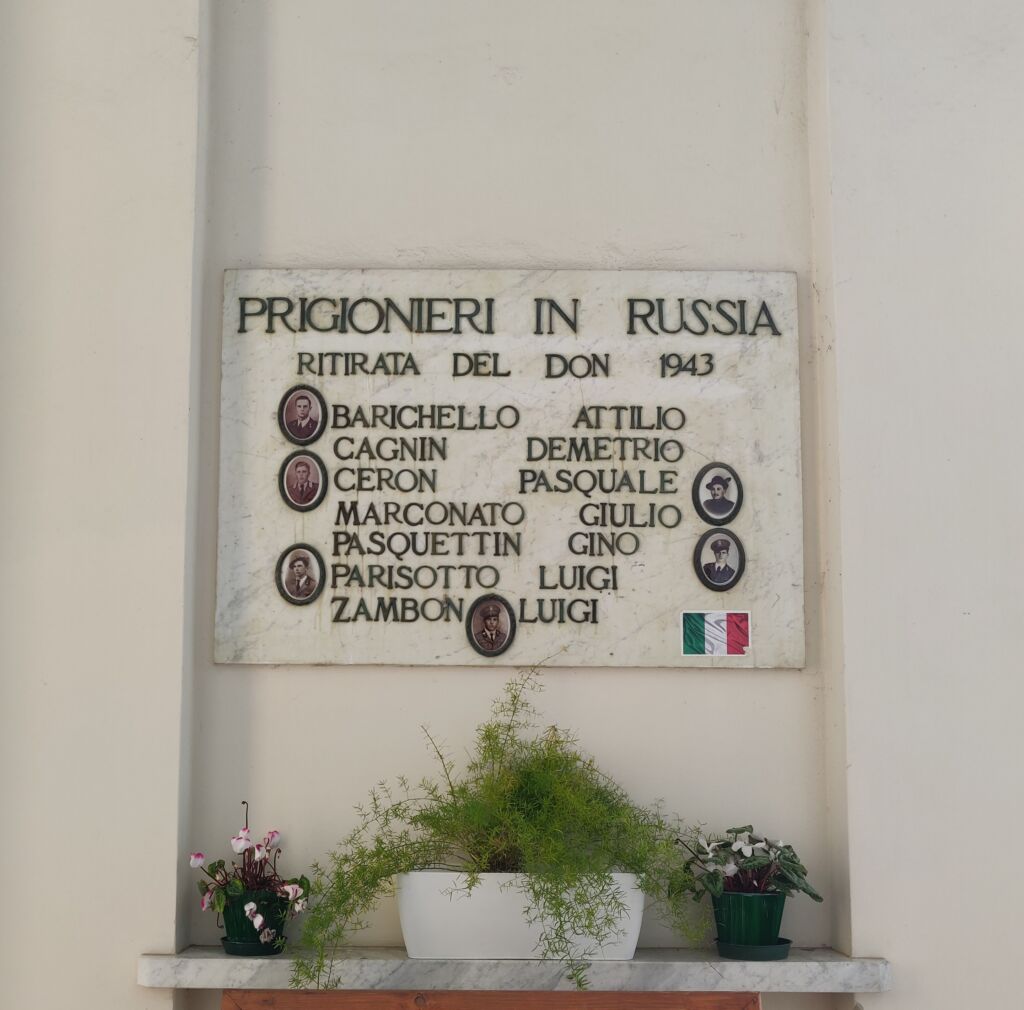 PRIGIONIERI IN RUSSIA
RITIRATA DEL DON 1943
BARICHELLO ATTILIO
CAGNIN DEMETRIO
CERON PASQUALE
MARCONATO GIULIO
PASQUETTIN GINO
PARISOTTO LUIGI
ZAMBON LUIGI